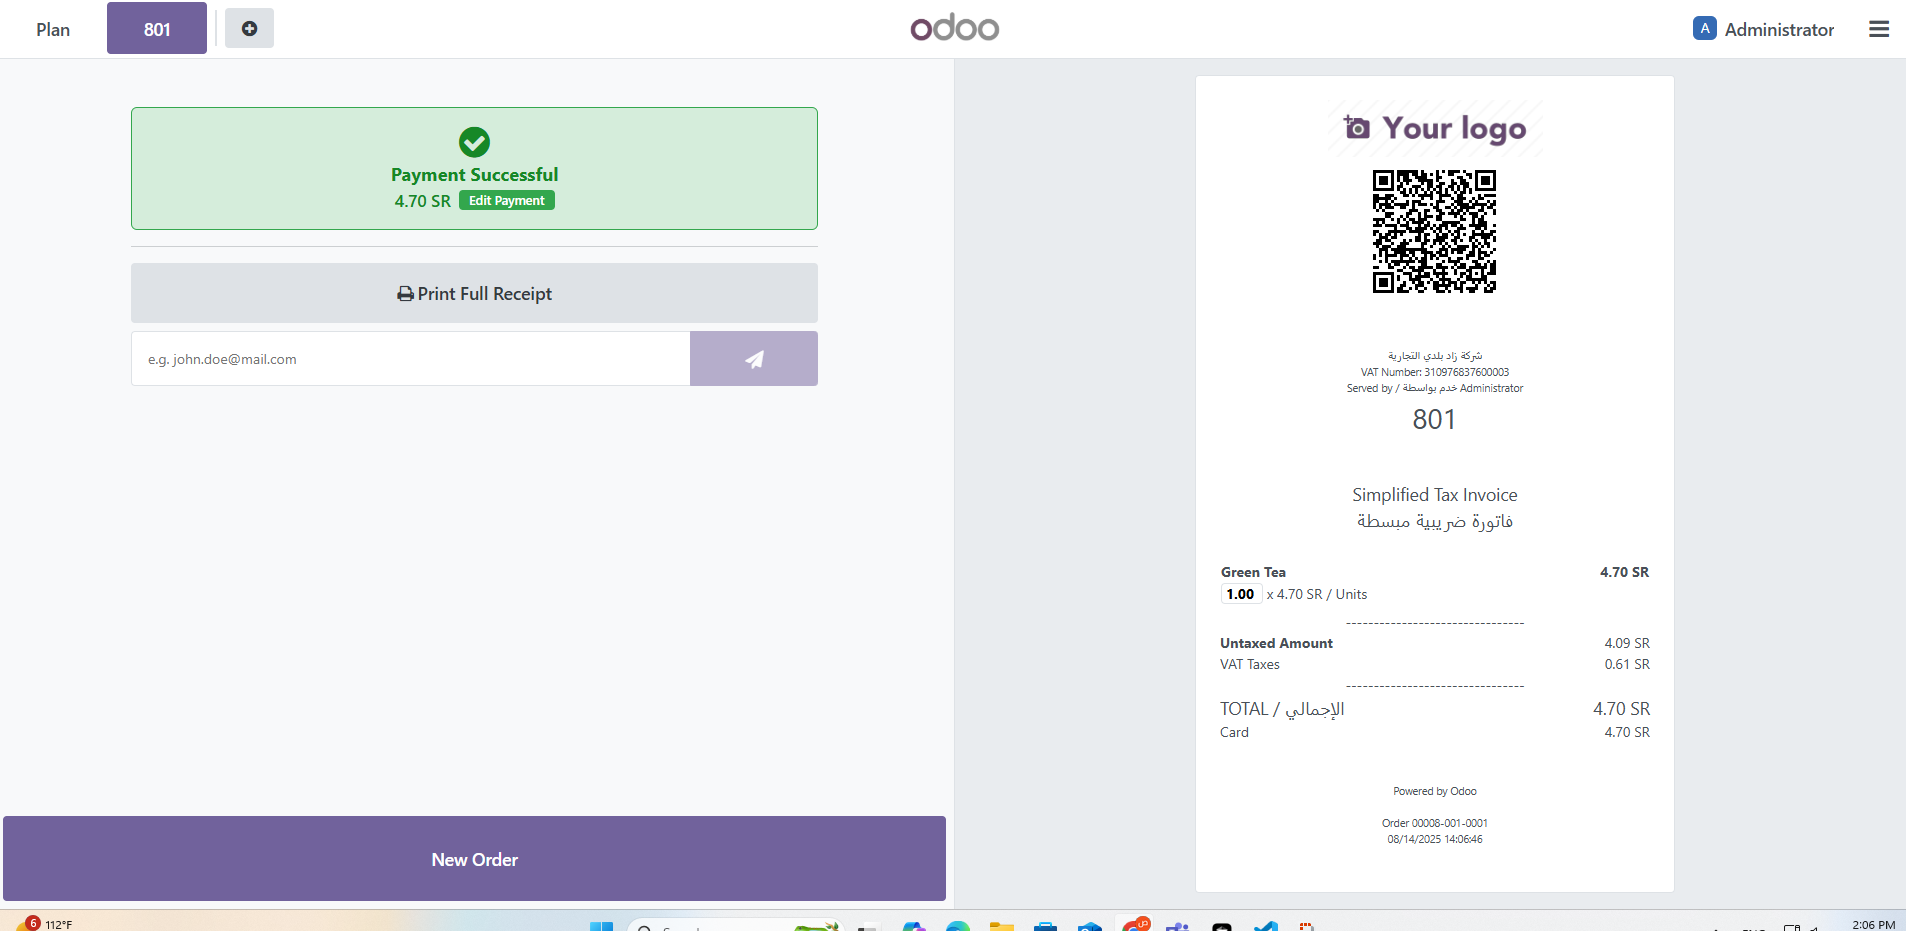 Plan
801
odoo
A Administrator
Payment Successful
4.70 SR Edit Payment
Print Full Receipt
e.g. john.doe@mail.com
New Order
Your logo
شركة زاد بلدي التجارية
VAT Number: 310976837600003
Served by / خدم بواسطة Administrator
801
Simplified Tax Invoice
فاتورة ضريبية مبسطة
Green Tea 4.70 SR
1.00 x 4.70 SR / Units
--------------------------------
Untaxed Amount 4.09 SR
VAT Taxes 0.61 SR
--------------------------------
TOTAL / الإجمالي 4.70 SR
Card 4.70 SR
Powered by Odoo
Order 00008-001-0001
08/14/2025 14:06:46
6 112°F
2:06 PM